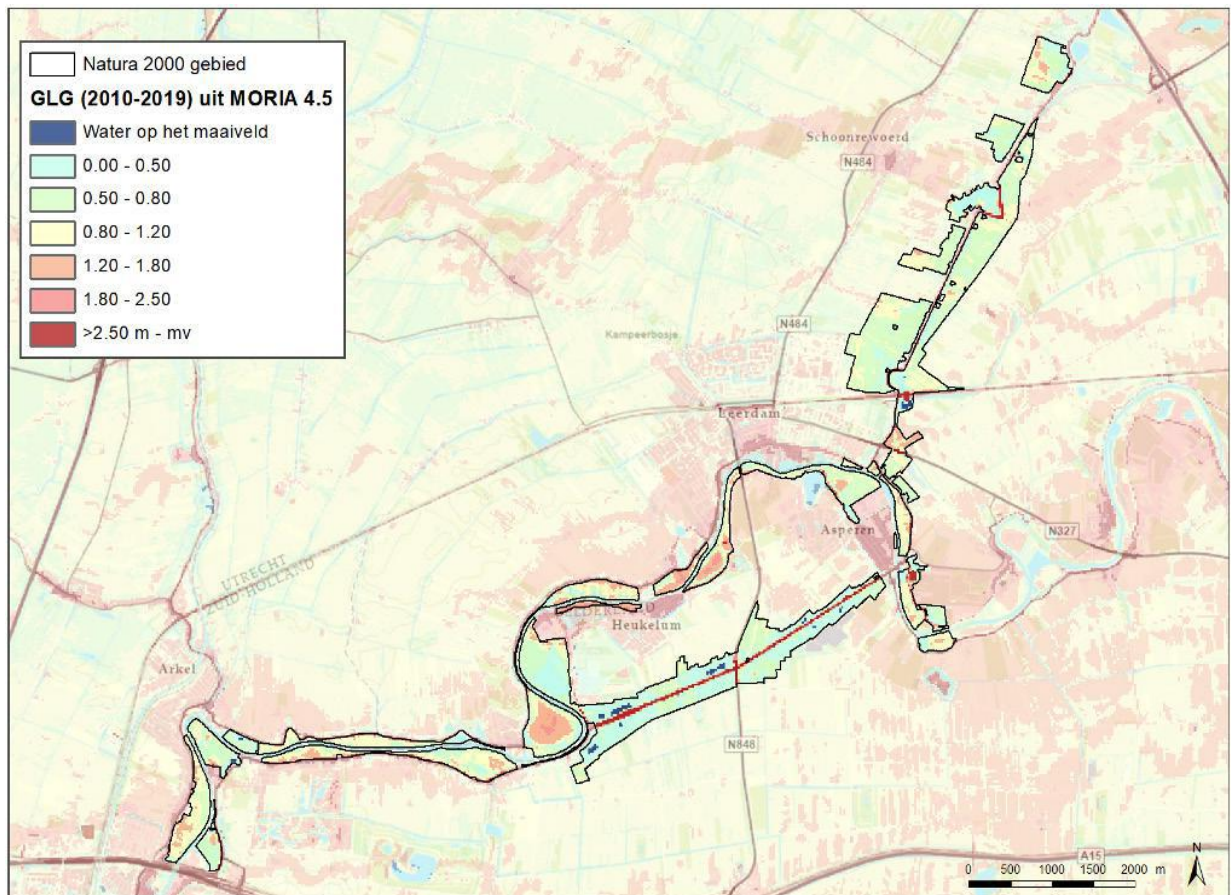 Natura 2000 gebied
GLG (2010-2019) uit MORIA 4.5
Water op het maaiveld
0.00 - 0.50
0.50 - 0.80
0.80 - 1.20
1.20 - 1.80
1.80 - 2.50
>2.50 m - mv
Schoonrewoerd
N484
Kampeerbosje
N484
Leerdam
Asperen
N327
UTRECHT
ZUID HOLLAND
Heukelum
Arkel
N848
A15
N
0 500 1000 1500 2000 m